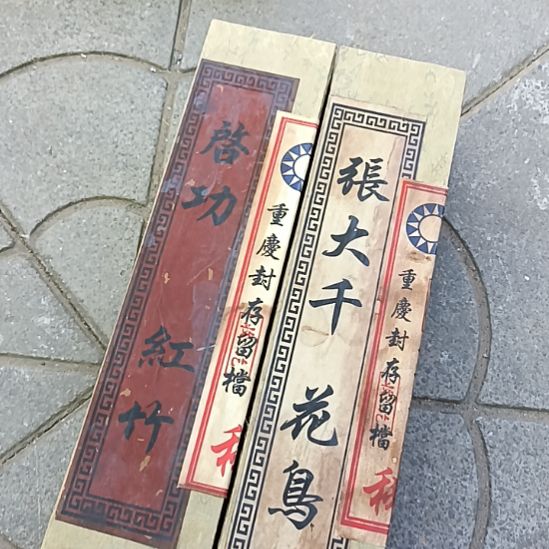 啓功 紅竹
重慶封存留檔
張大千 花鳥
重慶封存留檔